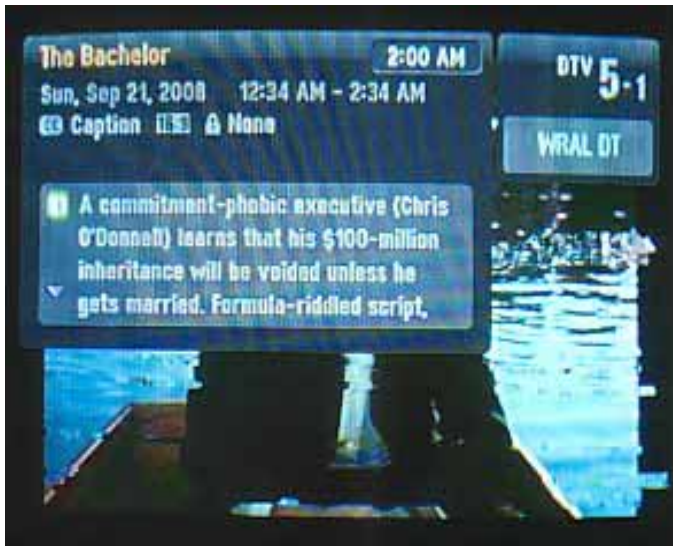 The Bachelor
2:00 AM
Sun, Sep 21, 2008 12:34 AM - 2:34 AM
CC Caption None
A commitment-phobic executive (Chris
O'Donnell) learns that his $100-million
inheritance will be voided unless he
gets married. Formula-riddled script,
DTV 5-1
WRAL DT